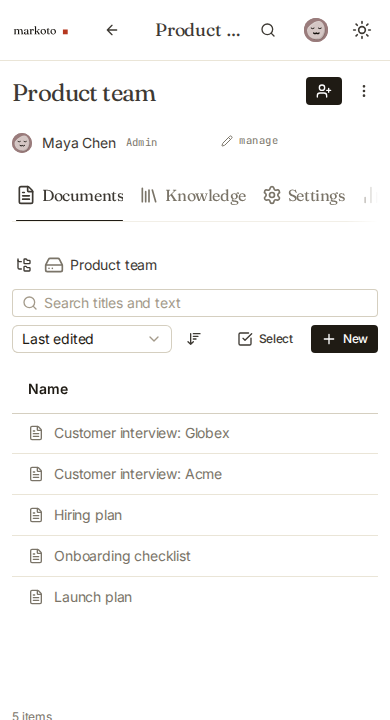 markoto
Product ...
Product team
Maya Chen Admin manage
Documents Knowledge Settings
Product team
Search titles and text
Last edited Select New
Name
Customer interview: Globex
Customer interview: Acme
Hiring plan
Onboarding checklist
Launch plan
5 items